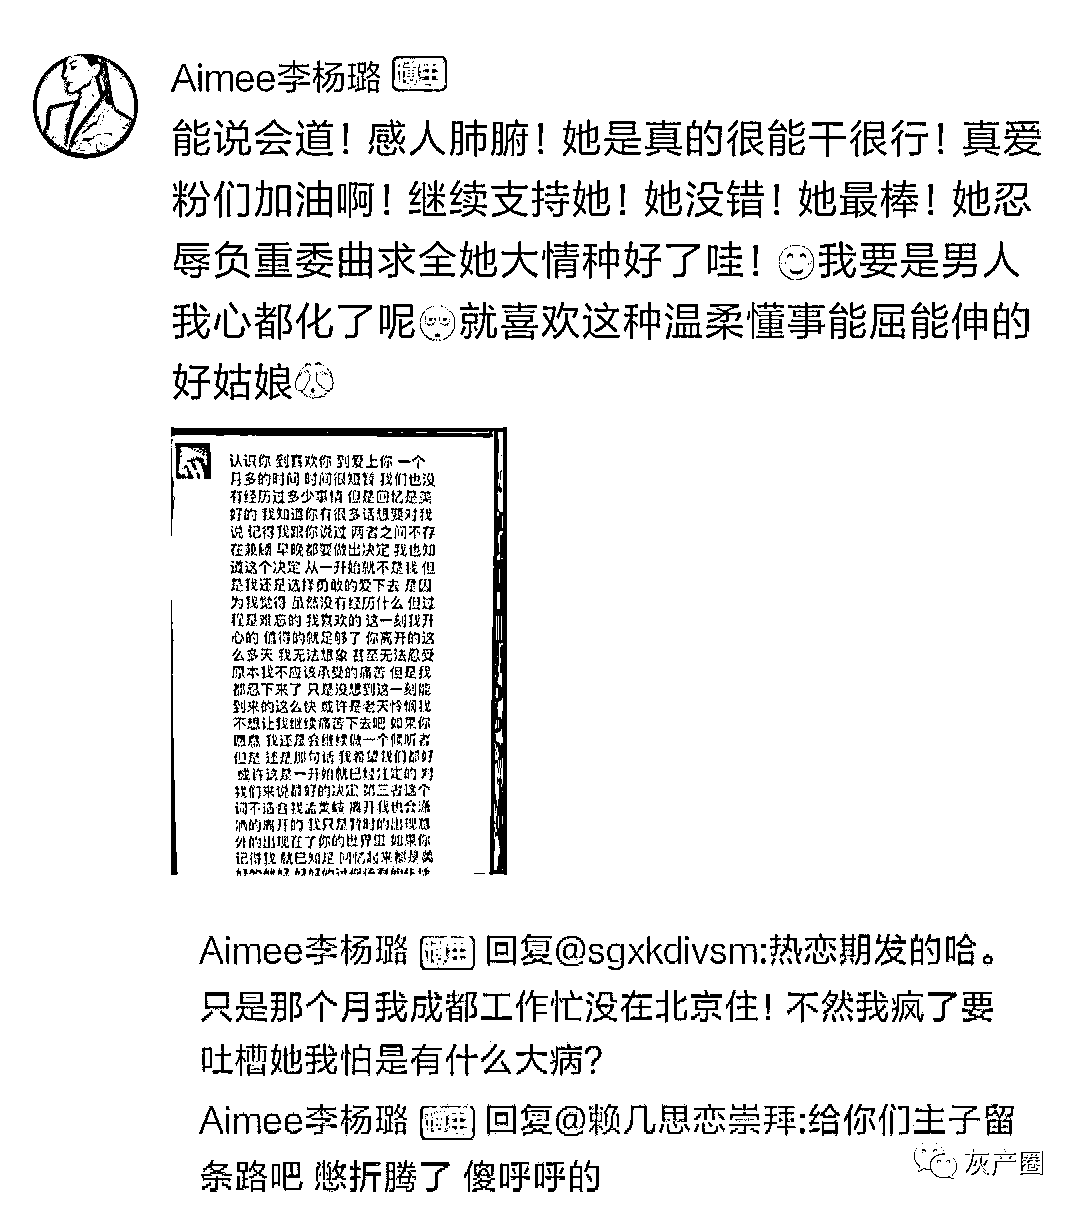 Aimee李杨璐
能说会道！感人肺腑！她是真的很能干很行！真爱
粉们加油啊！继续支持她！她没错！她最棒！她忍
辱负重委曲求全她大情种好了哇！我要是男人
我心都化了呢就喜欢这种温柔懂事能屈能伸的
好姑娘
认识你 到喜欢你 到爱上你 一个
月多的时间 时间很短暂 我们也没
有经历过多少事情 但是回忆是美
好的 我知道你有很多话想要对我
说 记得我跟你说过 两者之间不存
在兼顾 早晚都要做出决定 我也知
道这个决定 从一开始就不是我 但
是我还是选择勇敢的爱下去 是因
为我觉得 虽然没有经历什么 但过
程是难忘的 我喜欢的 这一刻我开
心的 值得的就足够了 你离开的这
么多天 我无法想象 甚至无法忍受
原本我不应该承受的痛苦 但是我
都忍下来了 只是没想到这一刻能
到来的这么快 或许是老天怜悯我
不想让我继续痛苦下去吧 如果你
愿意 我还是会继续做一个倾听者
但是 还是那句话 我希望我们都好
或许这是一开始就已经注定的 对
我们来说最好的决定 第三者这个
词不适合我孟美岐 离开我也会潇
洒的离开的 我只是暂时的出现意
外的出现在了你的世界里 如果你
记得我 就已知足 回忆起来都是美
Aimee李杨璐 回复@sgxkdivsm:热恋期发的哈。
只是那个月我成都工作忙没在北京住！不然我疯了要
吐槽她我怕是有什么大病？
Aimee李杨璐 回复@赖几思恋崇拜:给你们主子留
条路吧 憋折腾了 傻呼呼的
灰产圈